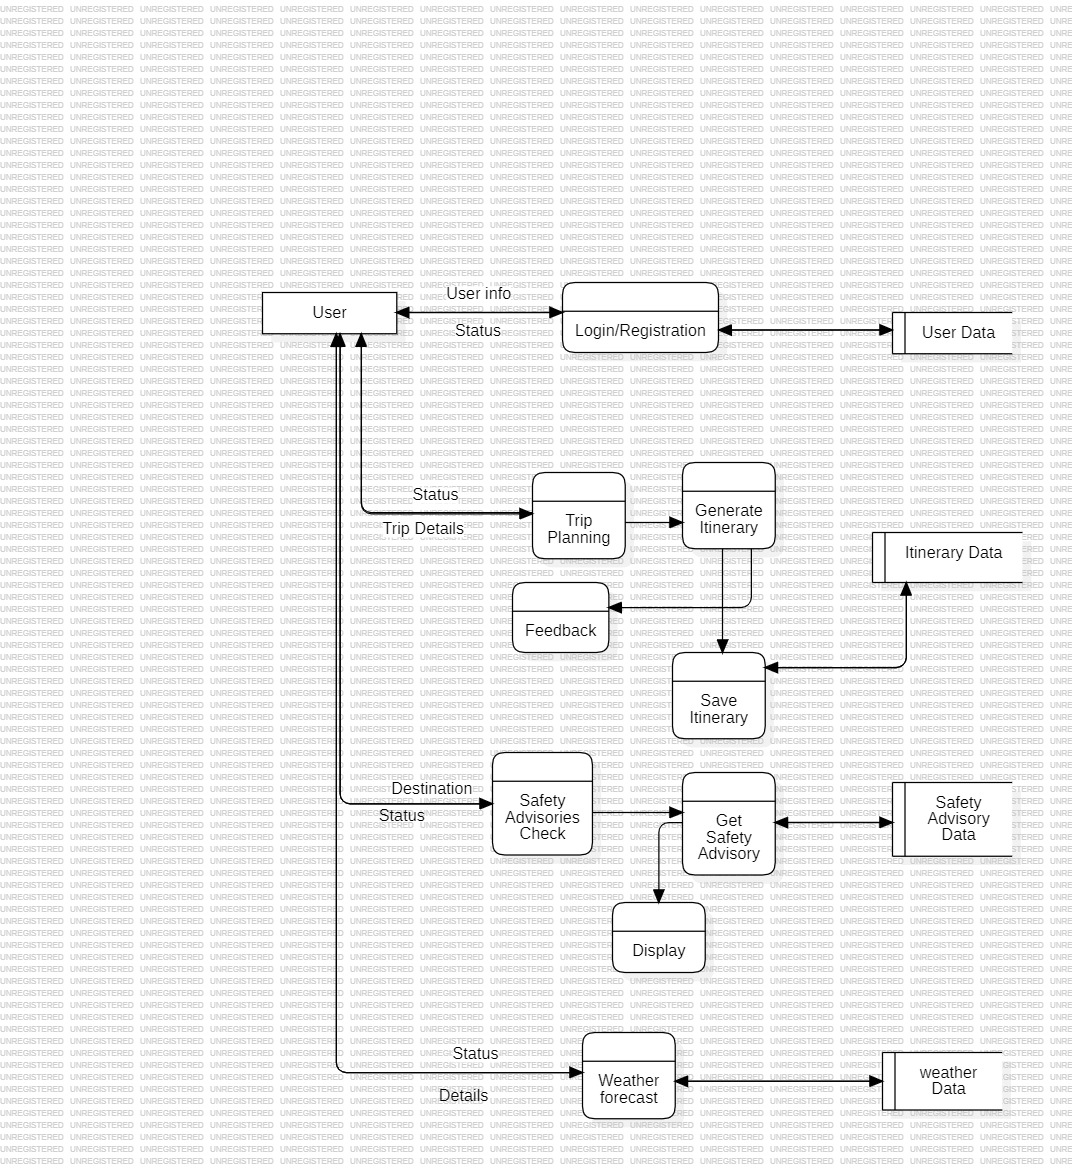 User info
User
Login/Registration
Status
User Data
Status
Trip Details
Trip
Planning
Generate
Itinerary
Itinerary Data
Feedback
Save
Itinerary
Destination
Status
Safety
Advisories
Check
Get
Safety
Advisory
Safety
Advisory
Data
Display
Status
Details
Weather
forecast
weather
Data
UNREGISTERED